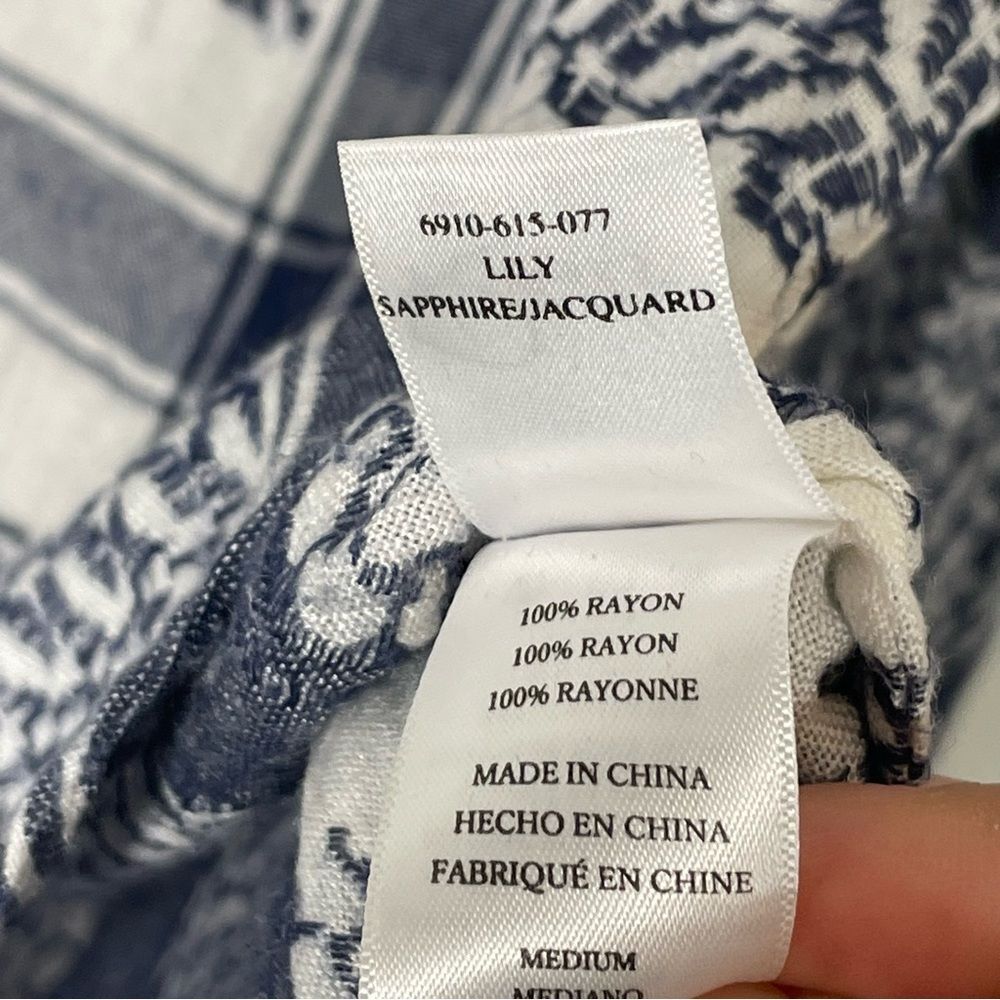 6910-615-077
LILY
SAPPHIRE/JACQUARD
100% RAYON
100% RAYON
100% RAYONNE
MADE IN CHINA
HECHO EN CHINA
FABRIQUÉ EN CHINE
MEDIUM
MEDIANO